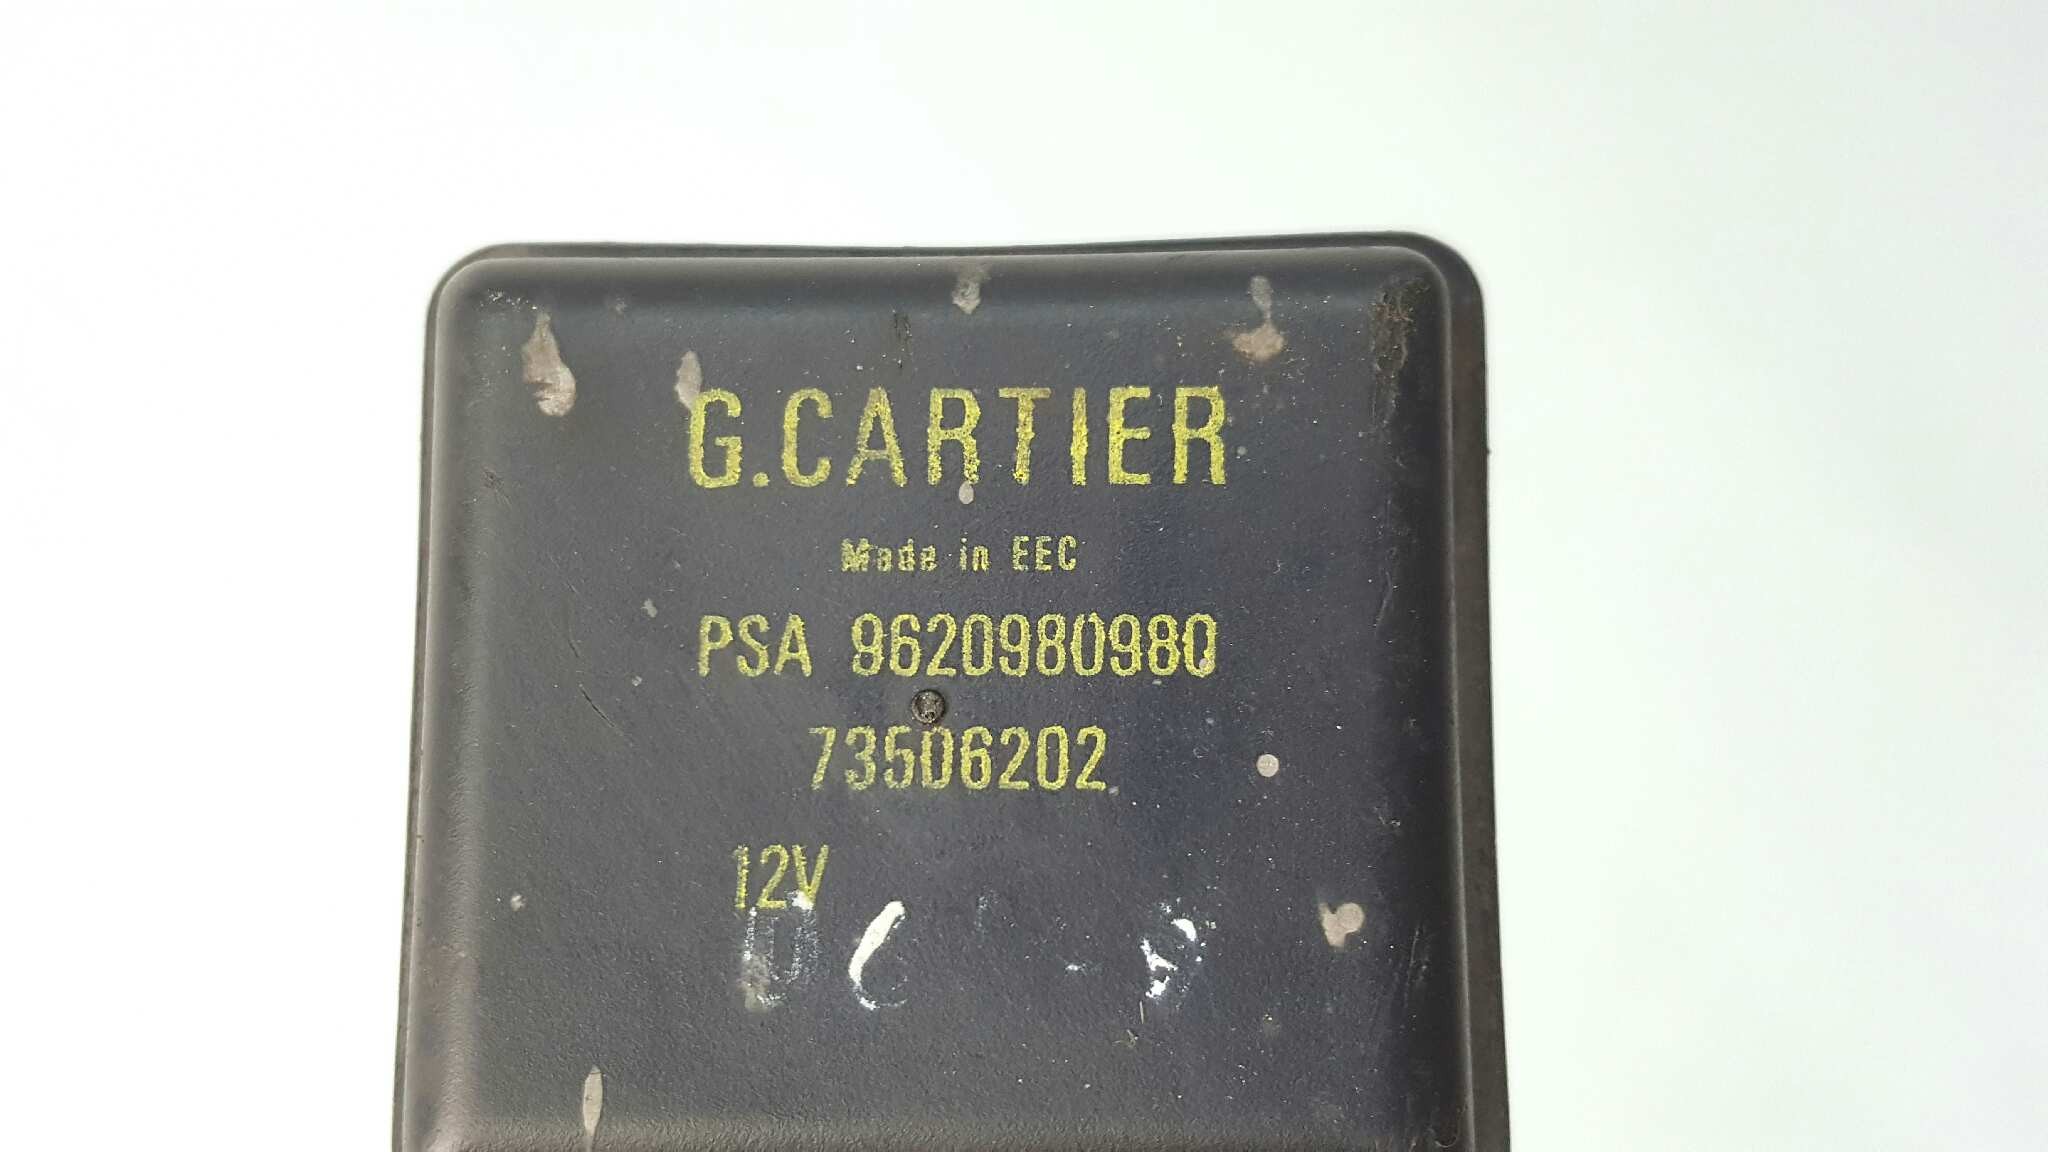 G.CARTIER
Made in EEC
PSA 9620980980
73506202
12V